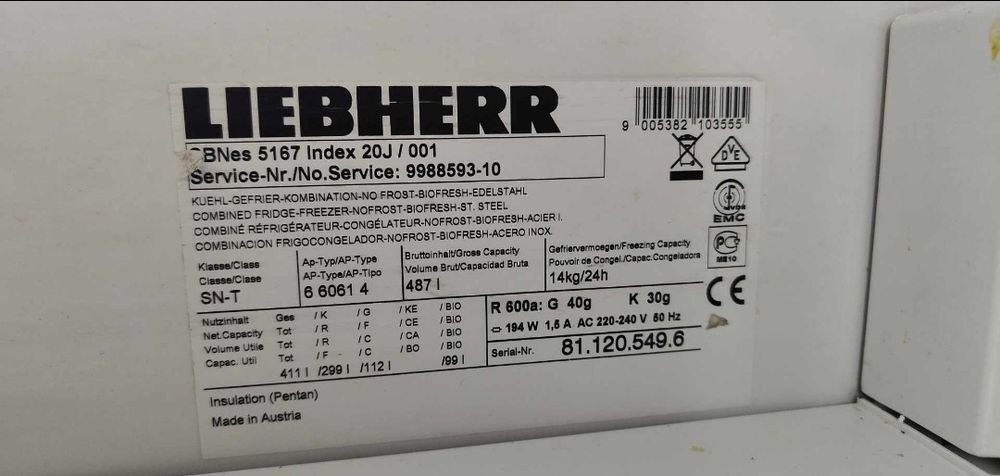 LIEBHERR
9 005382 103555
BNes 5167 Index 20J / 001
Service-Nr./No.Service: 9988593-10
DVE
KUEHL-GEFRIER-KOMBINATION-NO FROST-BIOFRESH-EDELSTAHL
COMBINED FRIDGE-FREEZER-NOFROST-BIOFRESH-ST. STEEL
COMBINÉ RÉFRIGÉRATEUR-CONGÉLATEUR-NOFROST-BIOFRESH-ACIER I.
COMBINACION FRIGOCONGELADOR-NOFROST-BIOFRESH-ACERO INOX.
EMC
Klasse/Class
Classe/Clase
SN-T
Ap-Typ/AP-Type
AP-Type/AP-Tipo
6 6061 4
Bruttoinhalt/Gross Capacity
Volume Brut/Capacidad Bruta
487 l
Gefriervermoegen/Freezing Capacity
Pouvoir de Congel./Capac.Congeladora
14kg/24h
ME10
CE
Nutzinhalt Ges / K / G / KE / BIO
Net.Capacity Tot / R / F / CE / BIO
Volume Utile Tot / R / C / CA / BIO
Capac. Util Tot / F / C / BO / BIO
411 l /299 l /112 l /99 l
R 600a: G 40g K 30g
194 W 1,5 A AC 220-240 V 50 Hz
Serial-Nr. 81.120.549.6
Insulation (Pentan)
Made in Austria